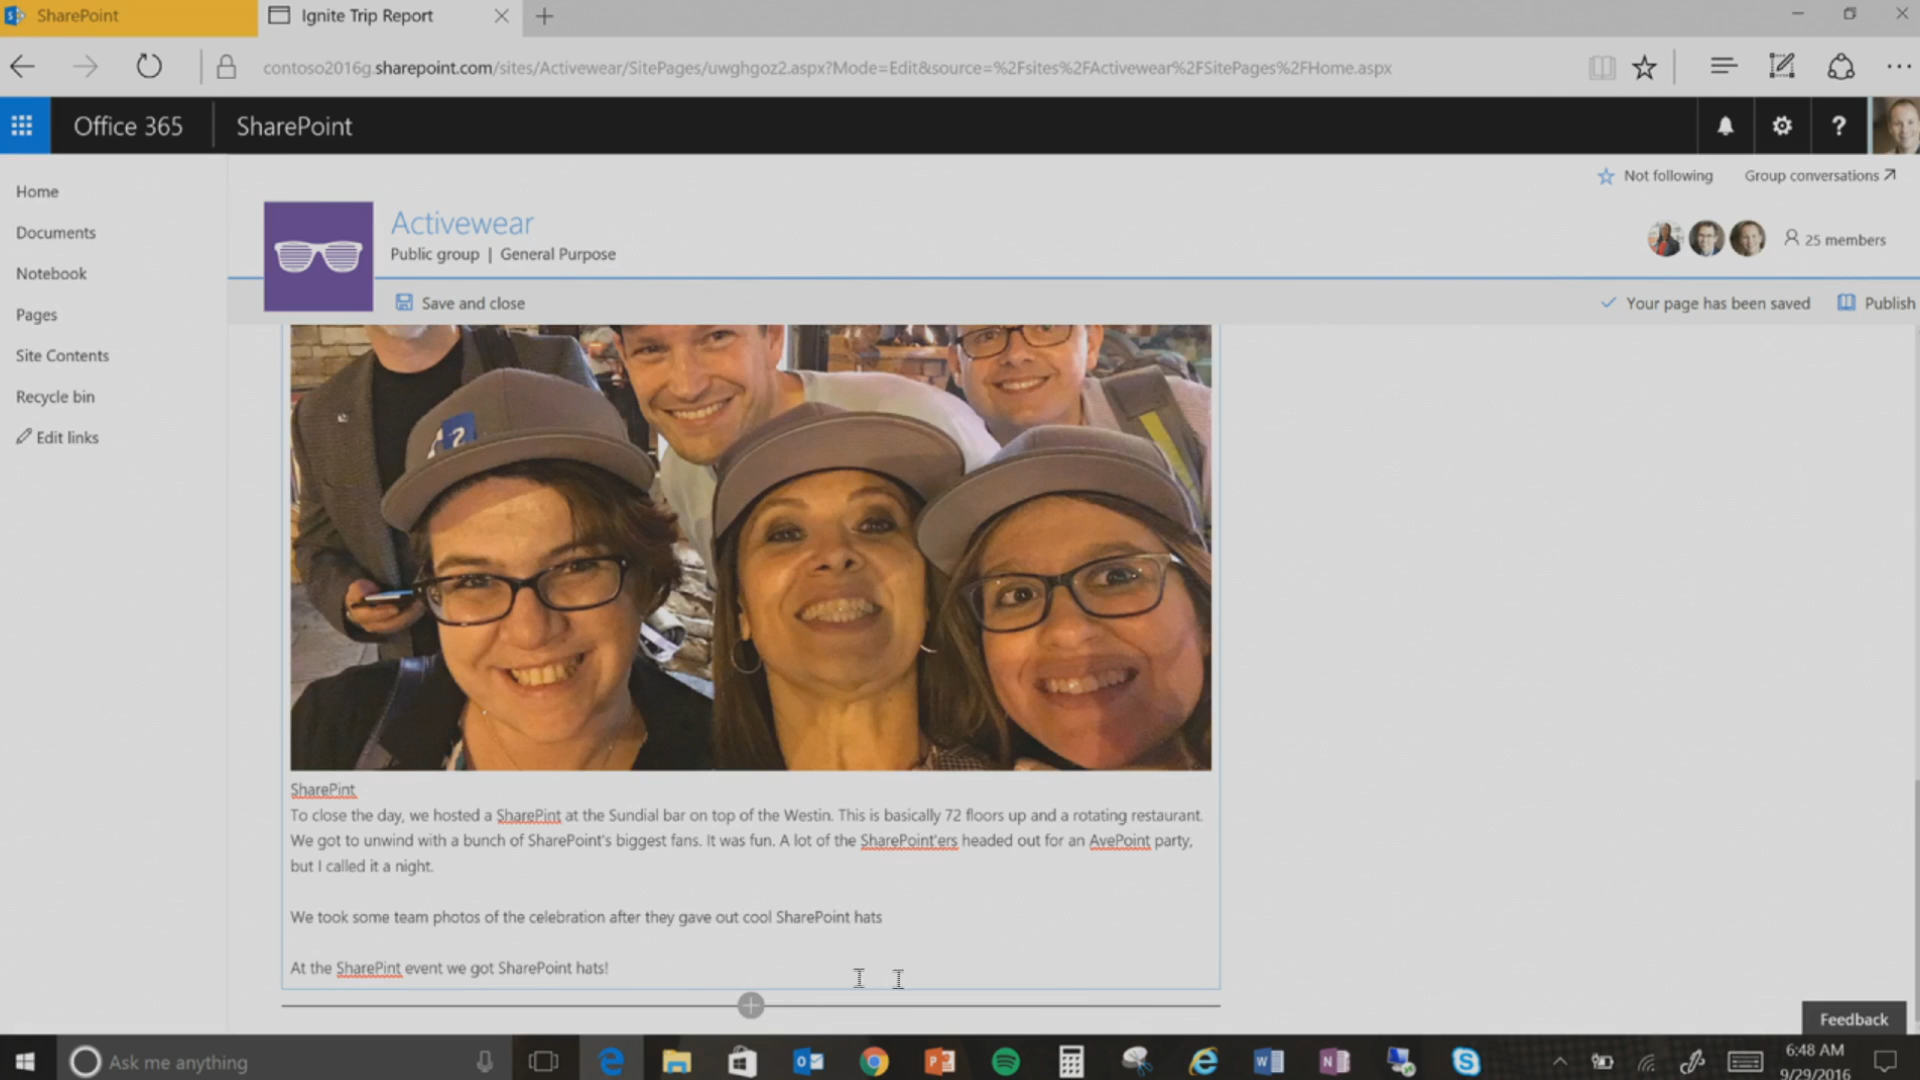 SharePoint
Ignite Trip Report
contoso2016g.sharepoint.com/sites/Activewear/SitePages/uwghgoz2.aspx?Mode=Edit&source=%2Fsites%2FActivewear%2FSitePages%2FHome.aspx
Office 365 SharePoint ?
Not following Group conversations
Home
Documents
Notebook
Pages
Site Contents
Recycle bin
Edit links
Activewear
Public group | General Purpose
25 members
Save and close
Your page has been saved Publish
SharePint
To close the day, we hosted a SharePint at the Sundial bar on top of the Westin. This is basically 72 floors up and a rotating restaurant.
We got to unwind with a bunch of SharePoint's biggest fans. It was fun. A lot of the SharePoint'ers headed out for an AvePoint party,
but I called it a night.
We took some team photos of the celebration after they gave out cool SharePoint hats
At the SharePint event we got SharePoint hats!
Feedback
Ask me anything
6:48 AM
9/29/2016